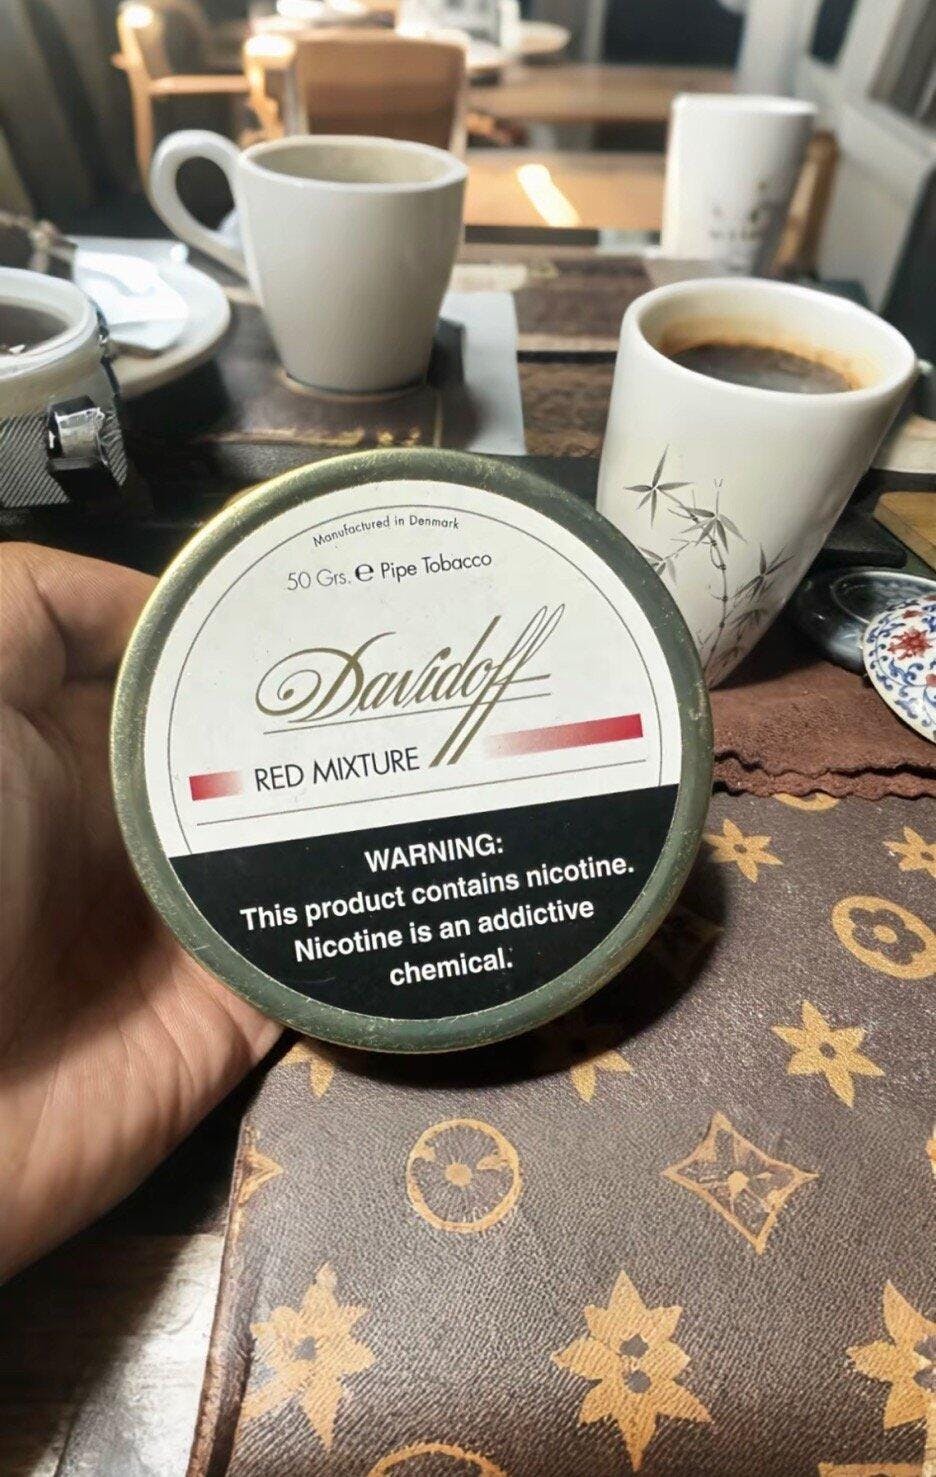 Manufactured in Denmark
50 Grs. ℮ Pipe Tobacco
Davidoff
RED MIXTURE
WARNING:
This product contains nicotine.
Nicotine is an addictive
chemical.